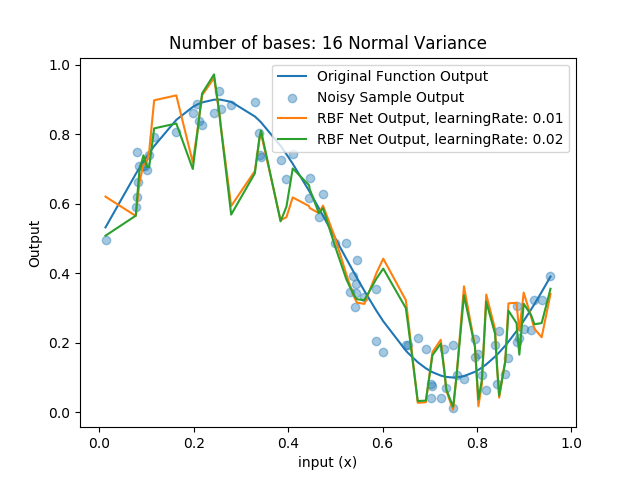 Number of bases: 16 Normal Variance
Original Function Output
Noisy Sample Output
RBF Net Output, learningRate: 0.01
RBF Net Output, learningRate: 0.02
1.0
0.8
0.6
0.4
0.2
0.0
Output
0.0 0.2 0.4 0.6 0.8 1.0
input (x)